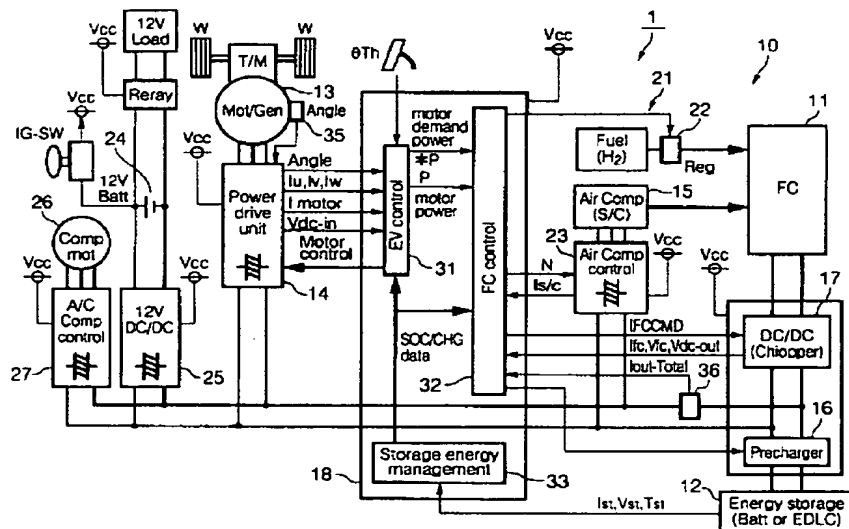 12V
Load
Vcc
W
W
T/M
θTh
Vcc
1
10
Reray
13
Mot/Gen
Angle
35
Vcc
IG-SW
24
12V
Batt
Vcc
21
22
11
Fuel
(H2)
Reg
FC
motor
demand
power
*P
P
motor
power
Angle
Iu,Iv,Iw
I motor
Vdc-in
Motor
control
Power
drive
unit
14
EV control
31
FC control
32
15
Air Comp
(S/C)
23
Vcc
Air Comp
control
N
Is/c
26
Comp
mot
Vcc
Vcc
A/C
Comp
control
27
12V
DC/DC
25
SOC/CHG
data
Vcc
17
DC/DC
(Chiopper)
IFCCMD
Ifc,Vfc,Vdc-out
Iout-Total
36
16
Precharger
18
Storage energy
management
33
Ist,Vst,Tst
12
Energy storage
(Batt or EDLC)